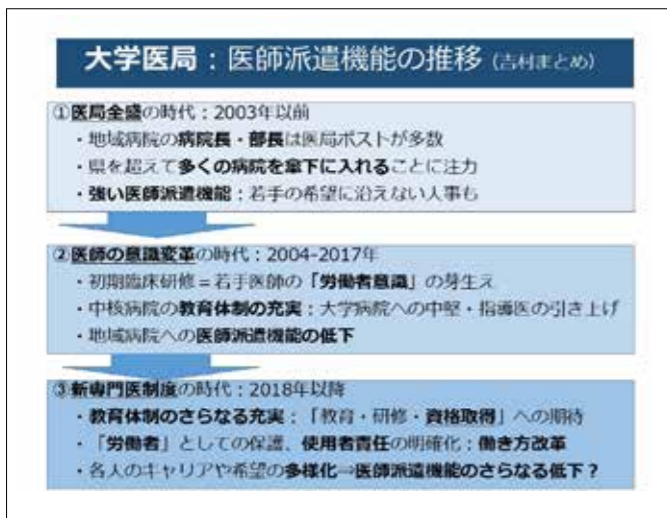 大学医局：医師派遣機能の推移 (吉村まとめ)
①医局全盛の時代：2003年以前
・地域病院の病院長・部長は医局ポストが多数
・県を超えて多くの病院を傘下に入れることに注力
・強い医師派遣機能：若手の希望に沿えない人事も
②医師の意識変革の時代：2004-2017年
・初期臨床研修＝若手医師の「労働者意識」の芽生え
・中核病院の教育体制の充実：大学病院への中堅・指導医の引き上げ
・地域病院への医師派遣機能の低下
③新専門医制度の時代：2018年以降
・教育体制のさらなる充実：「教育・研修・資格取得」への期待
・「労働者」としての保護、使用者責任の明確化：働き方改革
・各人のキャリアや希望の多様化⇒医師派遣機能のさらなる低下？